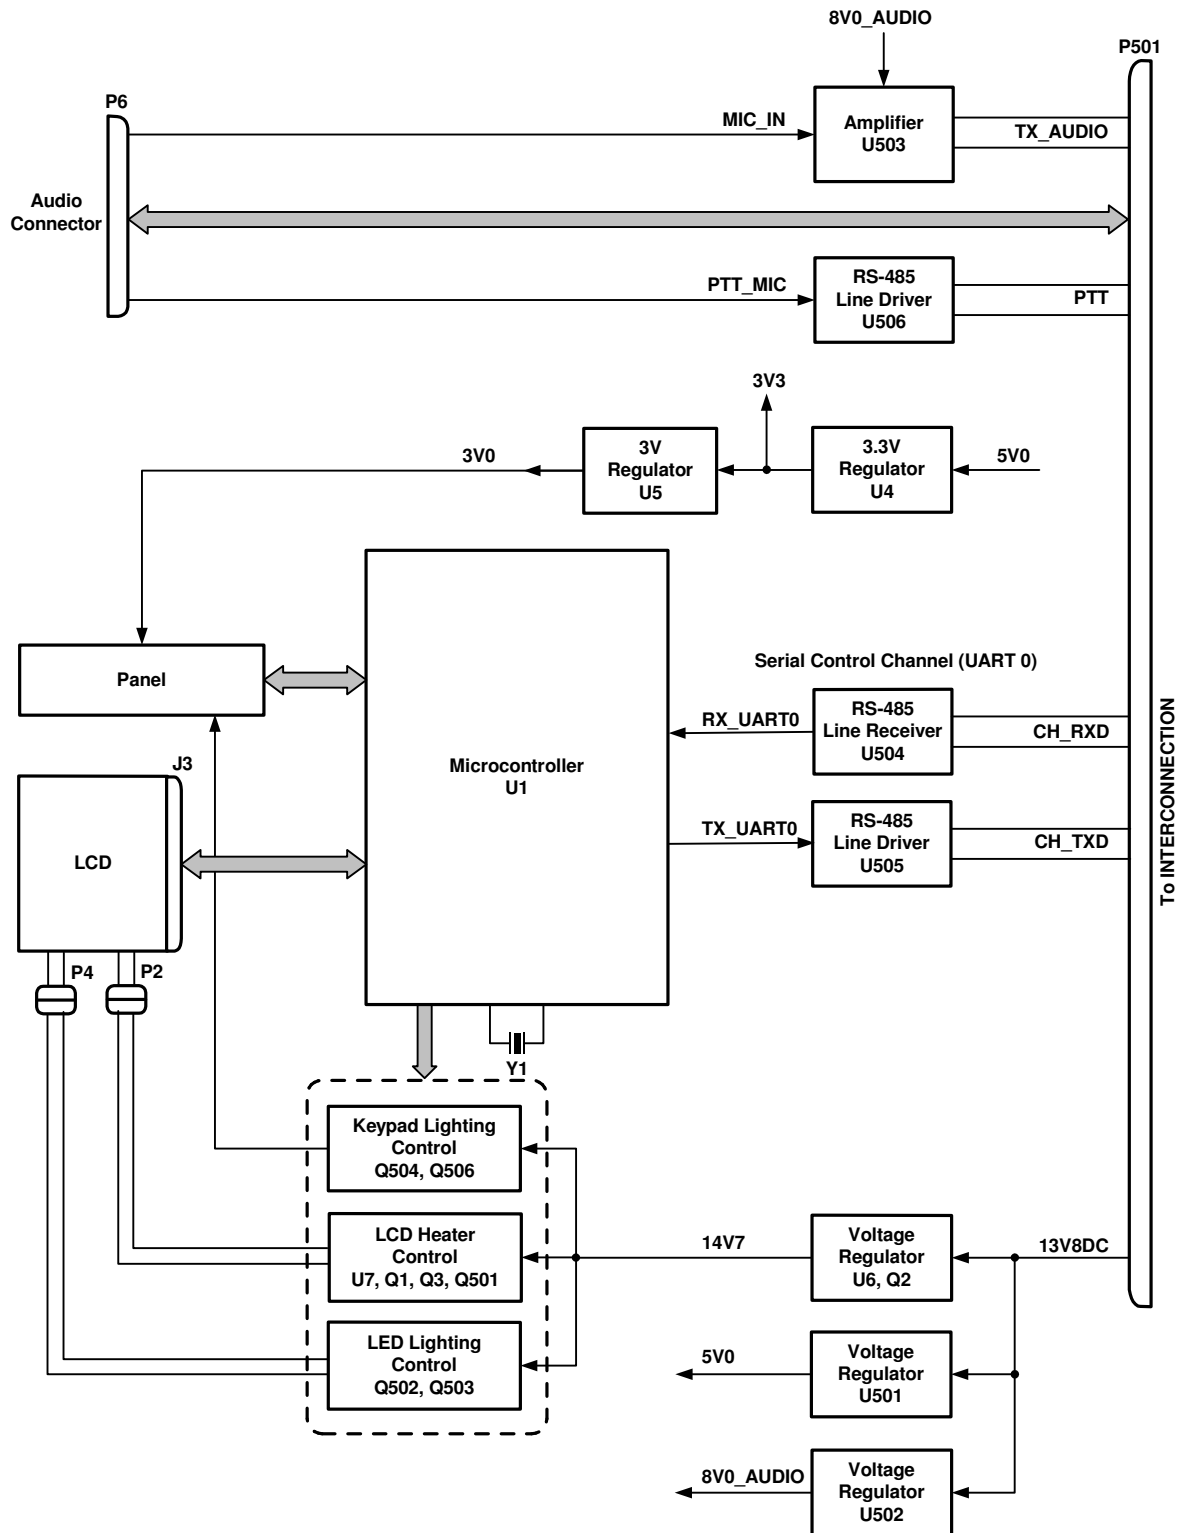 8V0_AUDIO
P501
P6
MIC_IN
Amplifier
U503
TX_AUDIO
Audio
Connector
PTT_MIC
RS-485
Line Driver
U506
PTT
3V3
3V0
3V
Regulator
U5
3.3V
Regulator
U4
5V0
Panel
Serial Control Channel (UART 0)
RX_UART0
RS-485
Line Receiver
U504
CH_RXD
Microcontroller
U1
J3
LCD
TX_UART0
RS-485
Line Driver
U505
CH_TXD
To INTERCONNECTION
P4
P2
Y1
Keypad Lighting
Control
Q504, Q506
LCD Heater
Control
U7, Q1, Q3, Q501
14V7
Voltage
Regulator
U6, Q2
13V8DC
LED Lighting
Control
Q502, Q503
5V0
Voltage
Regulator
U501
8V0_AUDIO
Voltage
Regulator
U502